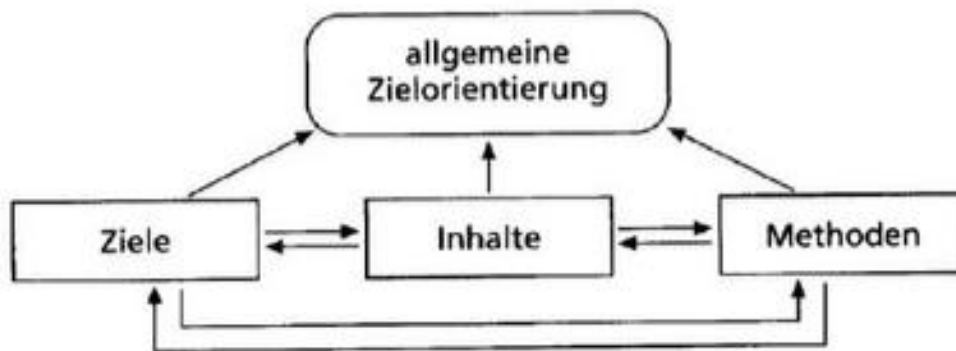 allgemeine
Zielorientierung
Ziele
Inhalte
Methoden